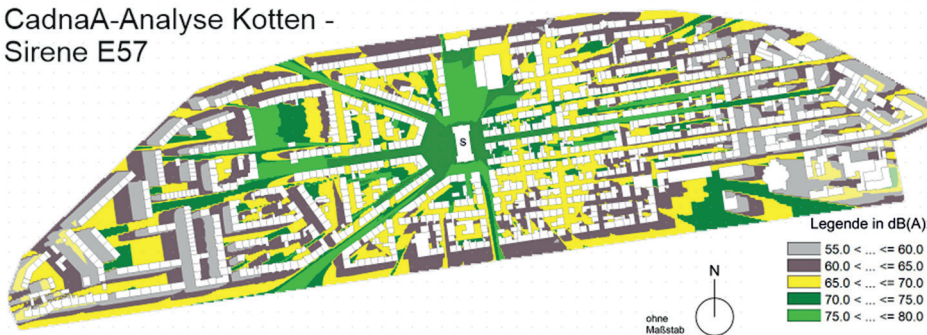 CadnaA-Analyse Kotten -
Sirene E57
S
Legende in dB(A)
55.0 < ... <= 60.0
60.0 < ... <= 65.0
65.0 < ... <= 70.0
70.0 < ... <= 75.0
75.0 < ... <= 80.0
N
ohne
Maßstab